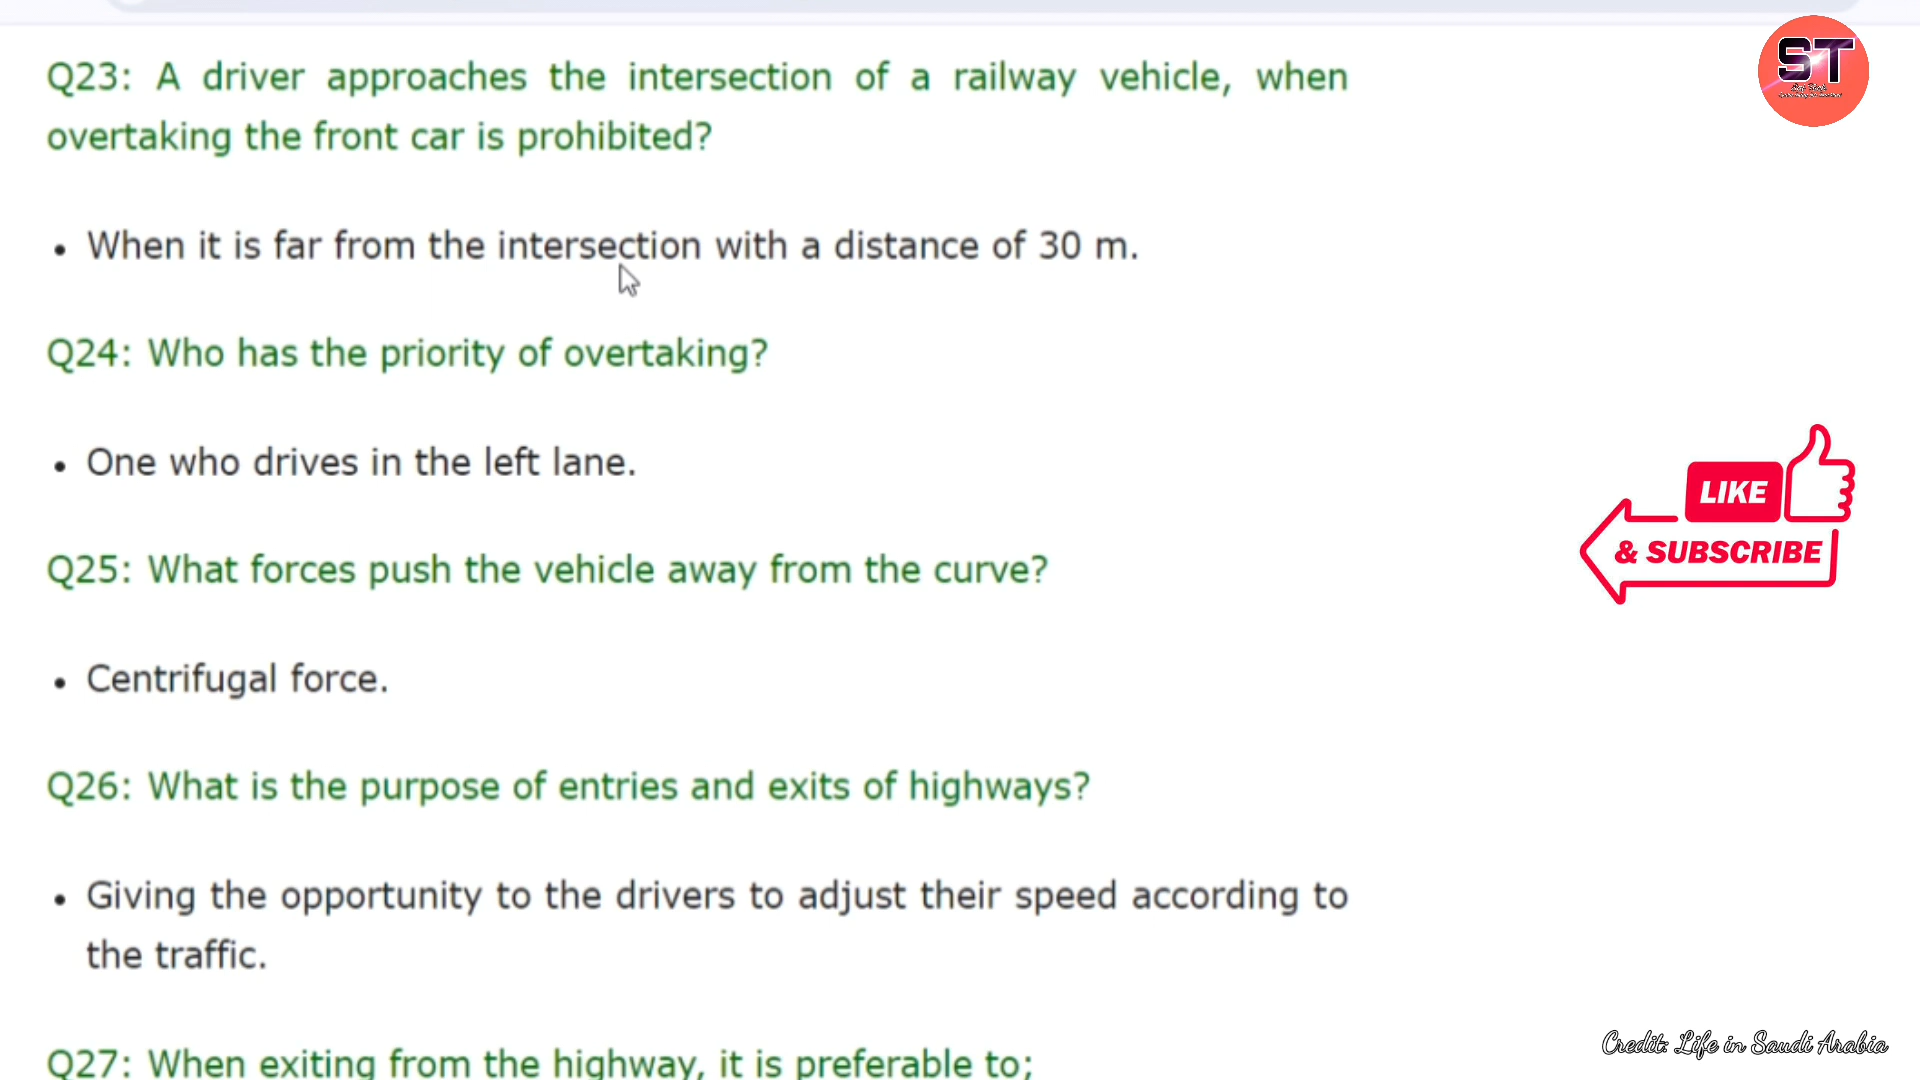 Q23: A driver approaches the intersection of a railway vehicle, when
overtaking the front car is prohibited?
• When it is far from the intersection with a distance of 30 m.
Q24: Who has the priority of overtaking?
• One who drives in the left lane.
Q25: What forces push the vehicle away from the curve?
• Centrifugal force.
Q26: What is the purpose of entries and exits of highways?
• Giving the opportunity to the drivers to adjust their speed according to
the traffic.
Q27: When exiting from the highway, it is preferable to;
ST
LIKE
& SUBSCRIBE
Credit: Life in Saudi Arabia